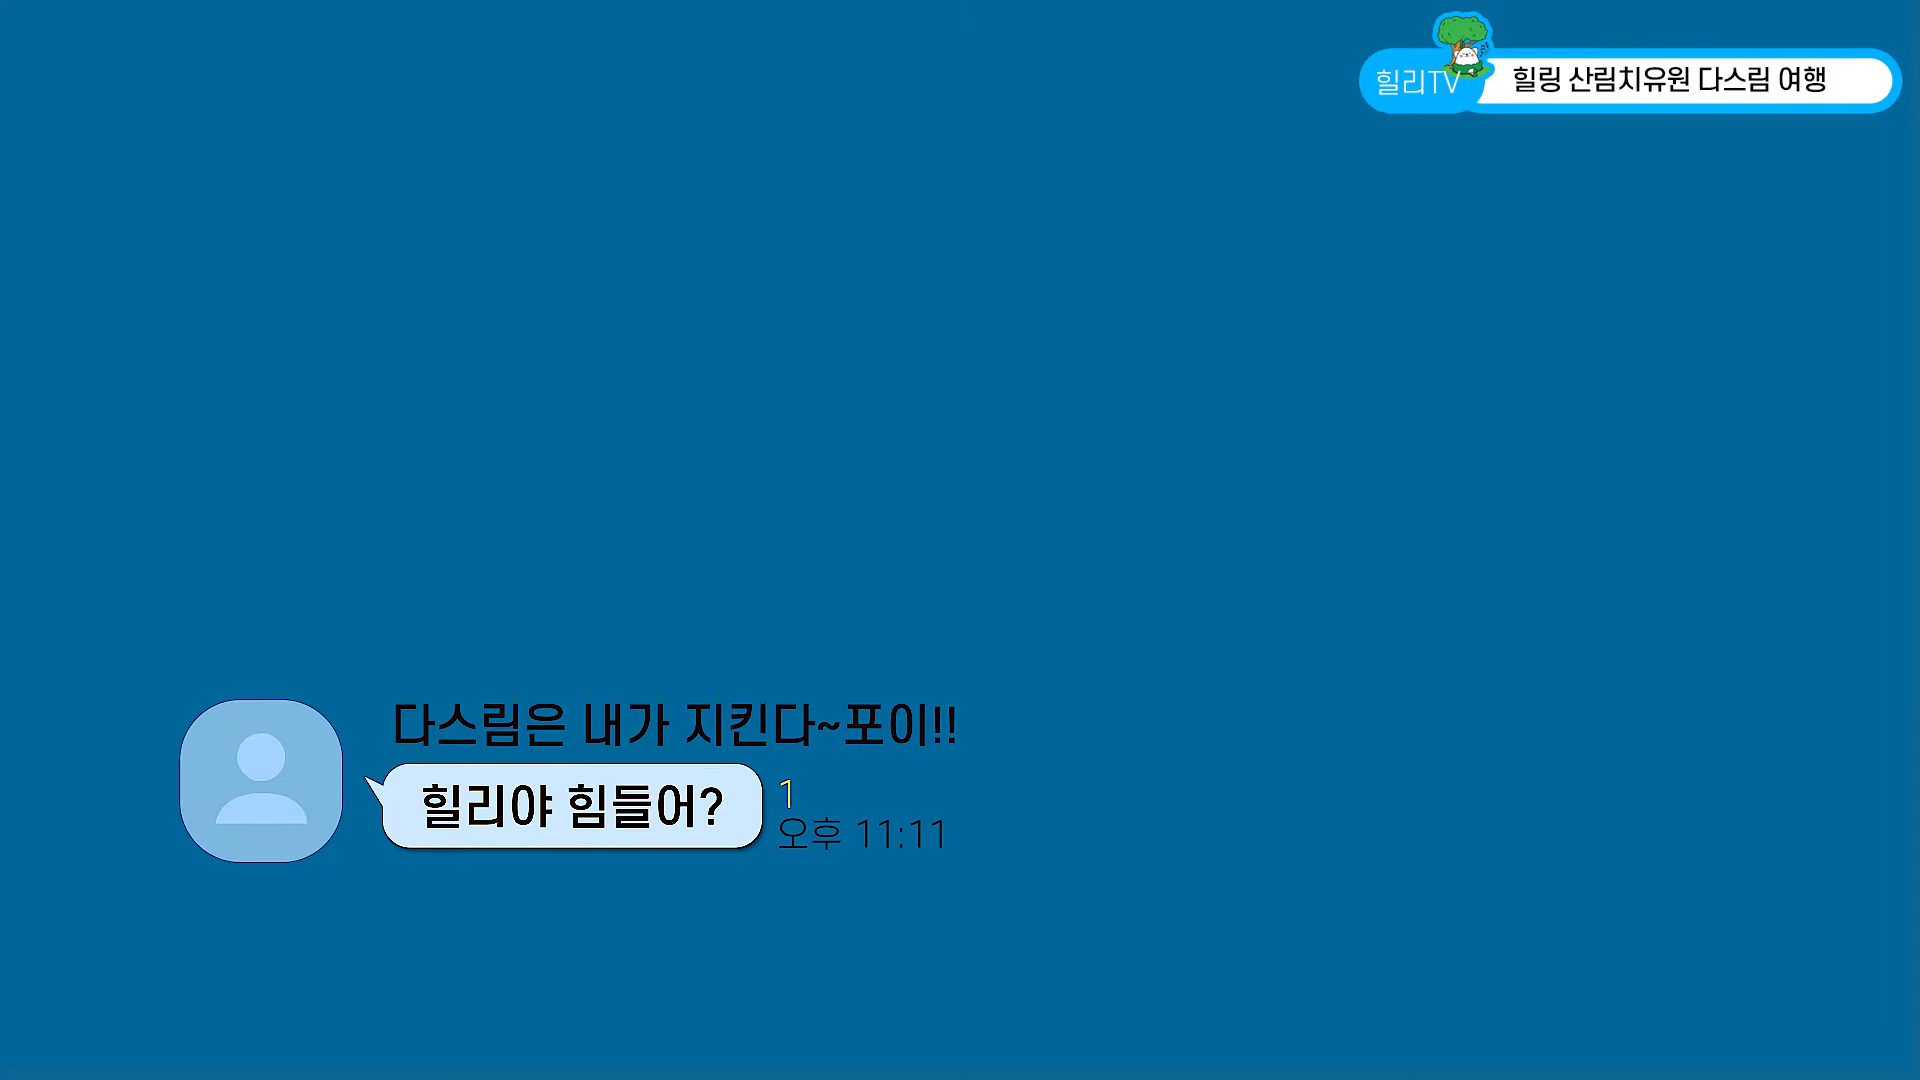 힐리TV
힐링 산림치유원 다스림 여행
다스림은 내가 지킨다~포이!!
힐리야 힘들어?
1
오후 11:11